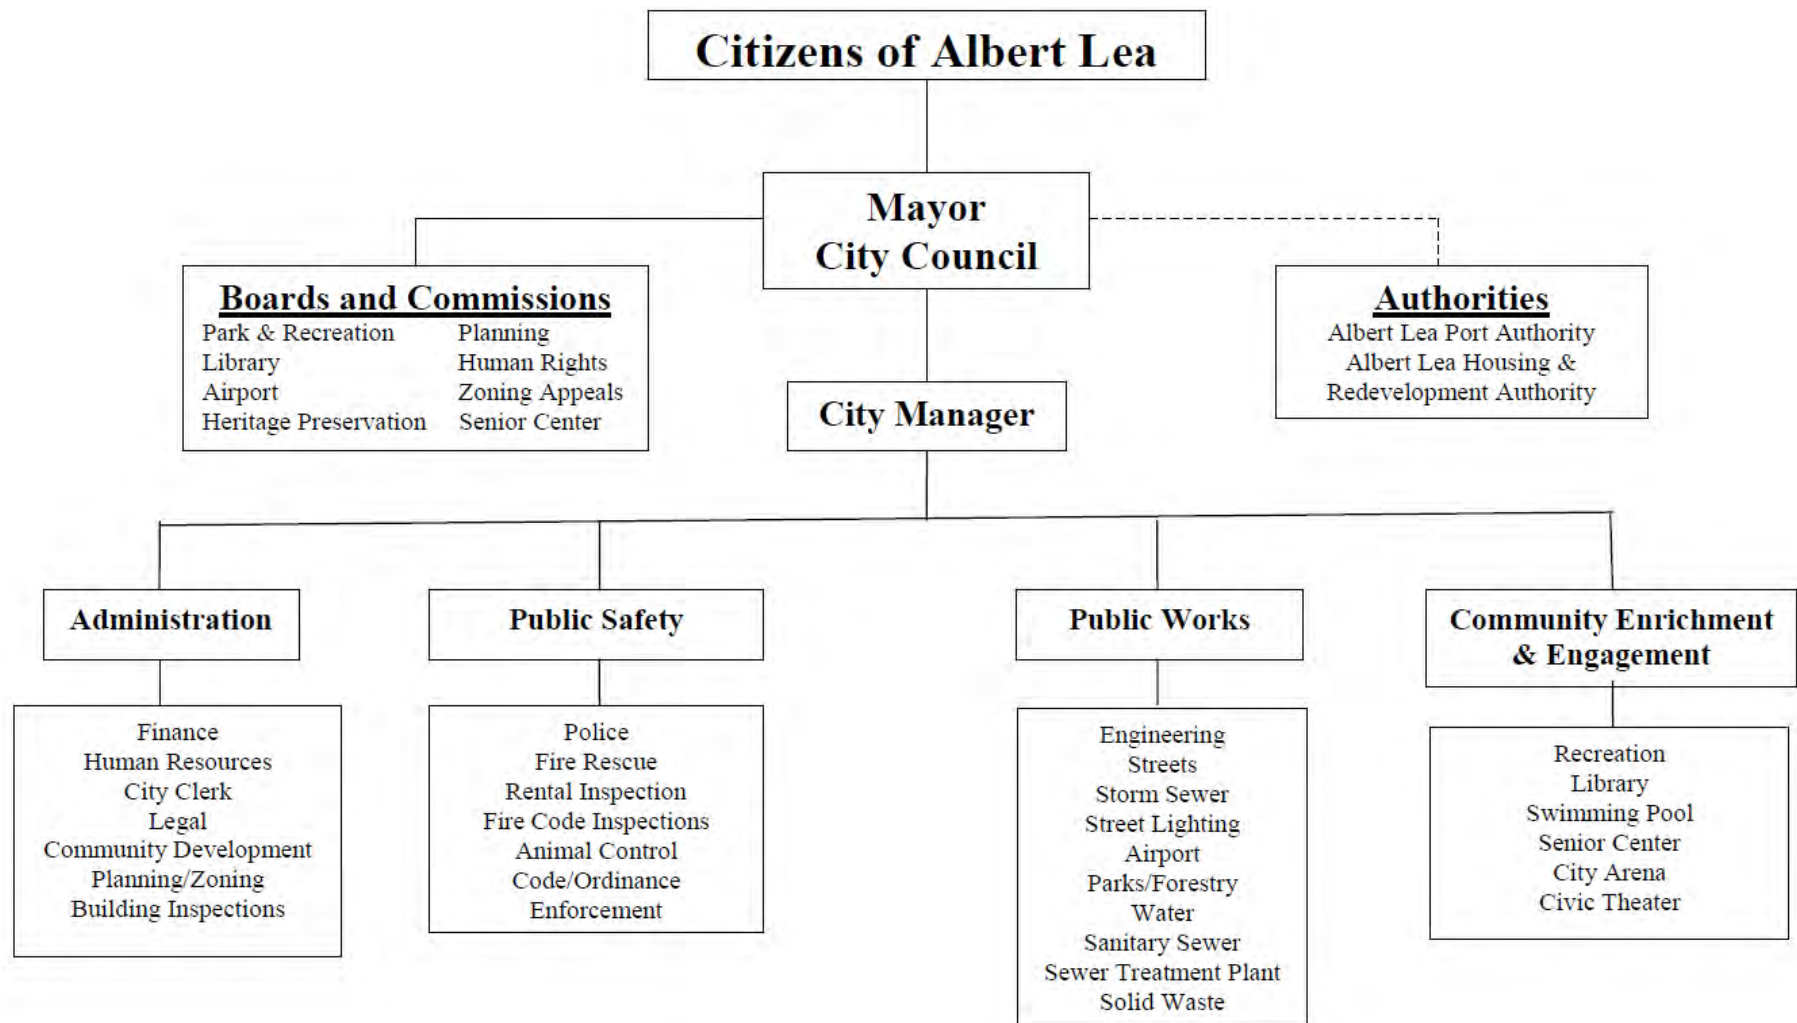 Citizens of Albert Lea
Mayor
City Council
Boards and Commissions
Park & Recreation Planning
Library Human Rights
Airport Zoning Appeals
Heritage Preservation Senior Center
Authorities
Albert Lea Port Authority
Albert Lea Housing &
Redevelopment Authority
City Manager
Administration
Finance
Human Resources
City Clerk
Legal
Community Development
Planning/Zoning
Building Inspections
Public Safety
Police
Fire Rescue
Rental Inspection
Fire Code Inspections
Animal Control
Code/Ordinance
Enforcement
Public Works
Engineering
Streets
Storm Sewer
Street Lighting
Airport
Parks/Forestry
Water
Sanitary Sewer
Sewer Treatment Plant
Solid Waste
Community Enrichment
& Engagement
Recreation
Library
Swimming Pool
Senior Center
City Arena
Civic Theater